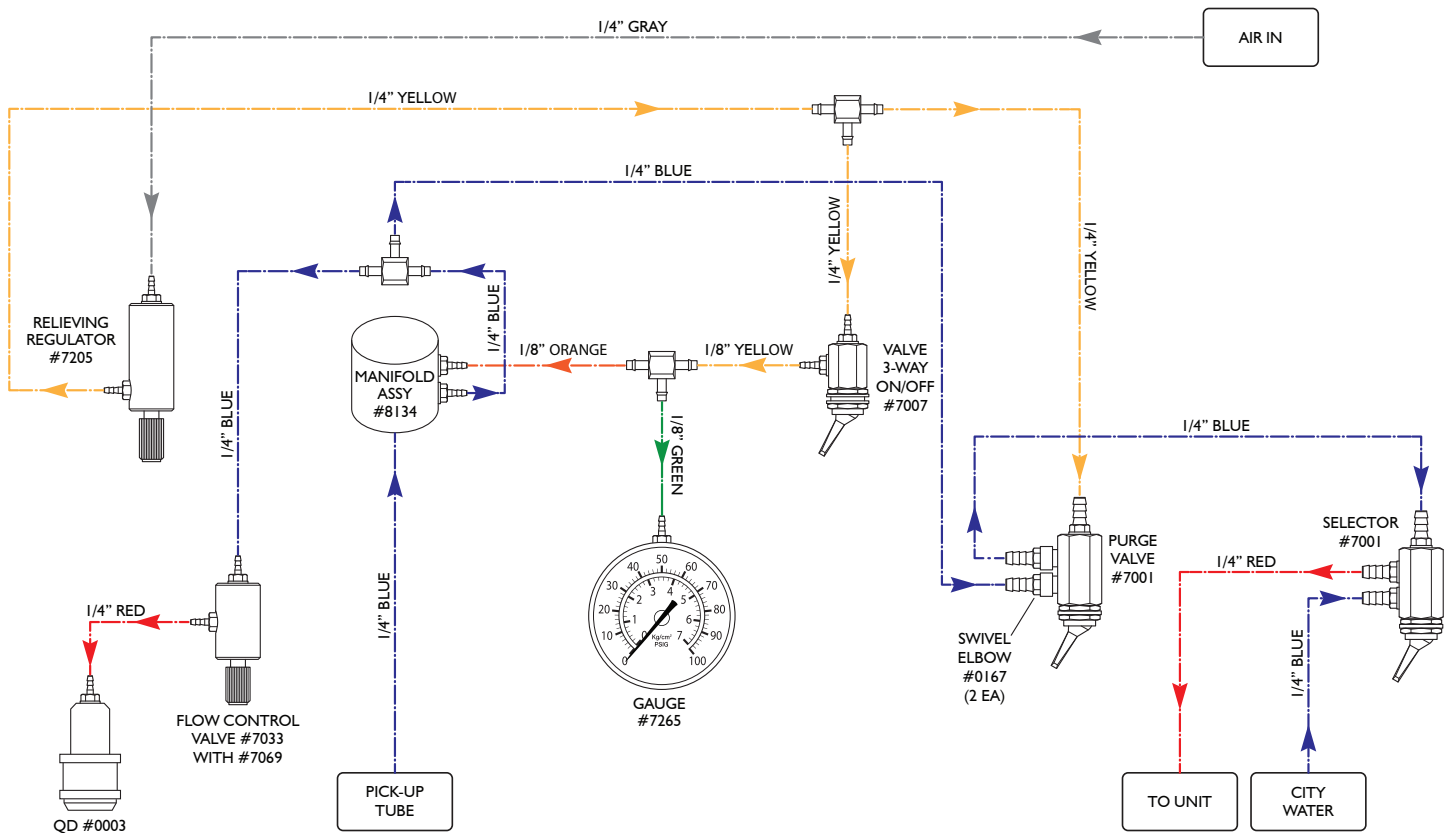 1/4” GRAY
AIR IN
1/4” YELLOW
1/4” BLUE
1/4” YELLOW
1/4” YELLOW
RELIEVING
REGULATOR
#7205
1/4” BLUE
MANIFOLD
ASSY
#8134
1/8” ORANGE
1/8” YELLOW
VALVE
3-WAY
ON/OFF
#7007
1/4” BLUE
1/8” GREEN
1/4” BLUE
SELECTOR
#7001
PURGE
VALVE
#7001
1/4” RED
1/4” RED
1/4” BLUE
0
10
20
30
40
50
60
70
80
90
100
0
1
2
3
4
5
6
7
Kg/cm²
PSIG
SWIVEL
ELBOW
#0167
(2 EA)
1/4” BLUE
GAUGE
#7265
FLOW CONTROL
VALVE #7033
WITH #7069
QD #0003
PICK-UP
TUBE
TO UNIT
CITY
WATER